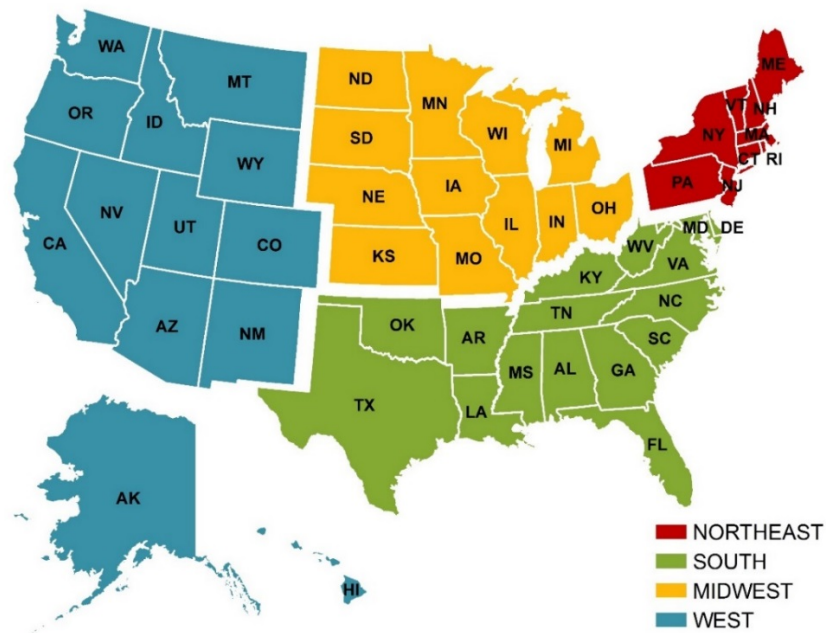 WA
MT
ND
MN
ME
OR
ID
SD
WI
MI
VT
NH
NY
MA
CT
RI
WY
NE
IA
PA
NJ
NV
UT
CO
IL
IN
OH
CA
KS
MO
WV
MD
DE
KY
VA
AZ
NM
OK
AR
TN
NC
SC
TX
LA
MS
AL
GA
FL
AK
HI
NORTHEAST
SOUTH
MIDWEST
WEST